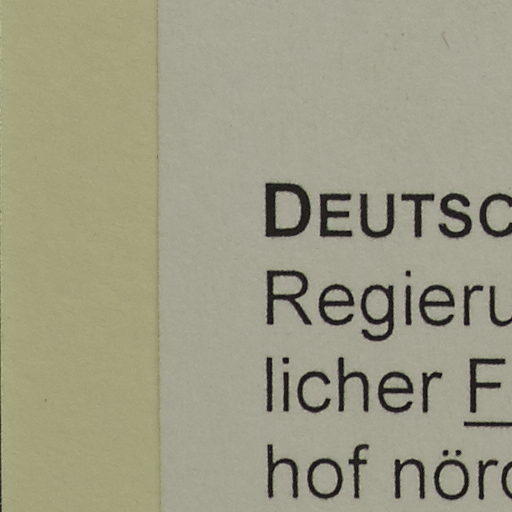 DEUTSC
Regieru
licher F
hof nörd